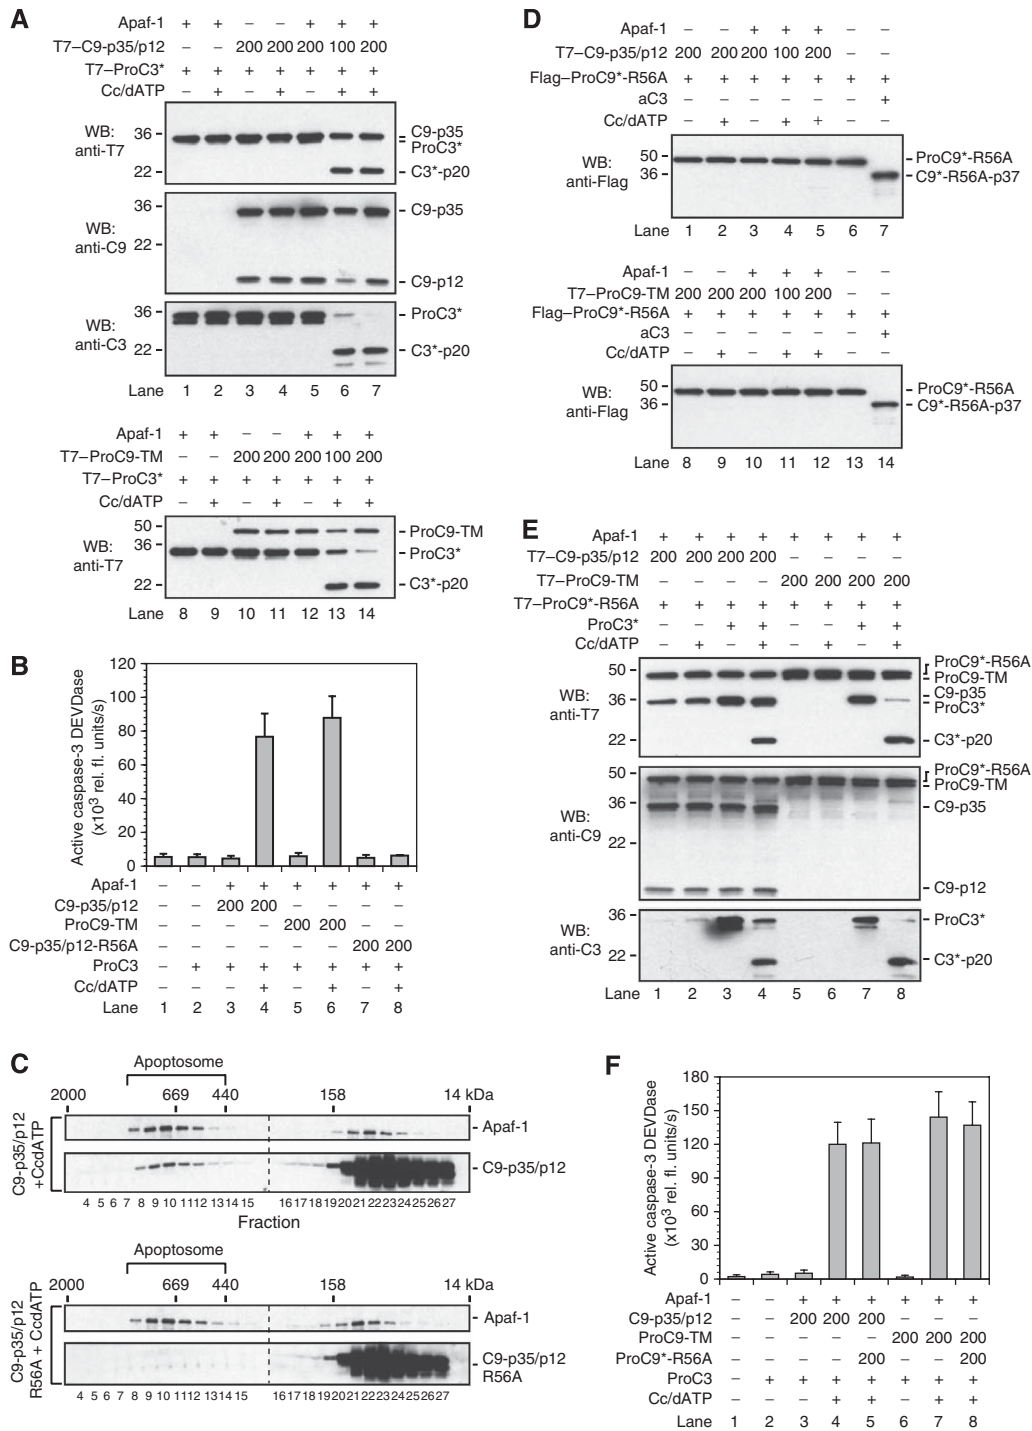 A
Apaf-1 + + – – + + +
T7–C9-p35/p12 – – 200 200 200 100 200
T7–ProC3* + + + + + + +
Cc/dATP – + – + – + +
WB: anti-T7
36
22
C9-p35
ProC3*
C3*-p20
WB: anti-C9
36
22
C9-p35
C9-p12
WB: anti-C3
36
22
ProC3*
C3*-p20
Lane 1 2 3 4 5 6 7
Apaf-1 + + – – + + +
T7–ProC9-TM – – 200 200 200 100 200
T7–ProC3* + + + + + + +
Cc/dATP – + – + – + +
WB: anti-T7
50
36
22
ProC9-TM
ProC3*
C3*-p20
Lane 8 9 10 11 12 13 14
B
Active caspase-3 DEVDase
(x10³ rel. fl. units/s)
120
100
80
60
40
20
0
Apaf-1 – – + + + + + +
C9-p35/p12 – – 200 200 – – – –
ProC9-TM – – – – 200 200 – –
C9-p35/p12-R56A – – – – – – 200 200
ProC3 – + + + + + + +
Cc/dATP – – – + – + – +
Lane 1 2 3 4 5 6 7 8
C
Apoptosome
2000 669 440 158 14 kDa
C9-p35/p12
+CcdATP
Apaf-1
C9-p35/p12
4 5 6 7 8 9 10 11 12 13 14 15 16 17 18 19 20 21 22 23 24 25 26 27
Fraction
Apoptosome
2000 669 440 158 14 kDa
C9-p35/p12
R56A + CcdATP
Apaf-1
C9-p35/p12
R56A
4 5 6 7 8 9 10 11 12 13 14 15 16 17 18 19 20 21 22 23 24 25 26 27
D
Apaf-1 – – + + + – –
T7–C9-p35/p12 200 200 200 100 200 – –
Flag–ProC9*-R56A + + + + + + +
aC3 – – – – – – +
Cc/dATP – + – + + – –
WB: anti-Flag
50
36
ProC9*-R56A
C9*-R56A-p37
Lane 1 2 3 4 5 6 7
Apaf-1 – – + + + – –
T7–ProC9-TM 200 200 200 100 200 – –
Flag–ProC9*-R56A + + + + + + +
aC3 – – – – – – +
Cc/dATP – + – + + – –
WB: anti-Flag
50
36
ProC9*-R56A
C9*-R56A-p37
Lane 8 9 10 11 12 13 14
E
Apaf-1 + + + + + + + +
T7–C9-p35/p12 200 200 200 200 – – – –
T7–ProC9-TM – – – – 200 200 200 200
T7–ProC9*-R56A + + + + + + + +
ProC3* – – + + – – + +
Cc/dATP – + – + – + – +
WB: anti-T7
50
36
22
ProC9*-R56A
ProC9-TM
C9-p35
ProC3*
C3*-p20
WB: anti-C9
50
36
22
ProC9*-R56A
ProC9-TM
C9-p35
C9-p12
WB: anti-C3
36
22
ProC3*
C3*-p20
Lane 1 2 3 4 5 6 7 8
F
Active caspase-3 DEVDase
(x10³ rel. fl. units/s)
180
150
120
90
60
30
0
Apaf-1 – – + + + + + +
C9-p35/p12 – – 200 200 200 – – –
ProC9-TM – – – – – 200 200 200
ProC9*-R56A – – – – 200 – – 200
ProC3 – + + + + + + +
Cc/dATP – – – + + – + +
Lane 1 2 3 4 5 6 7 8